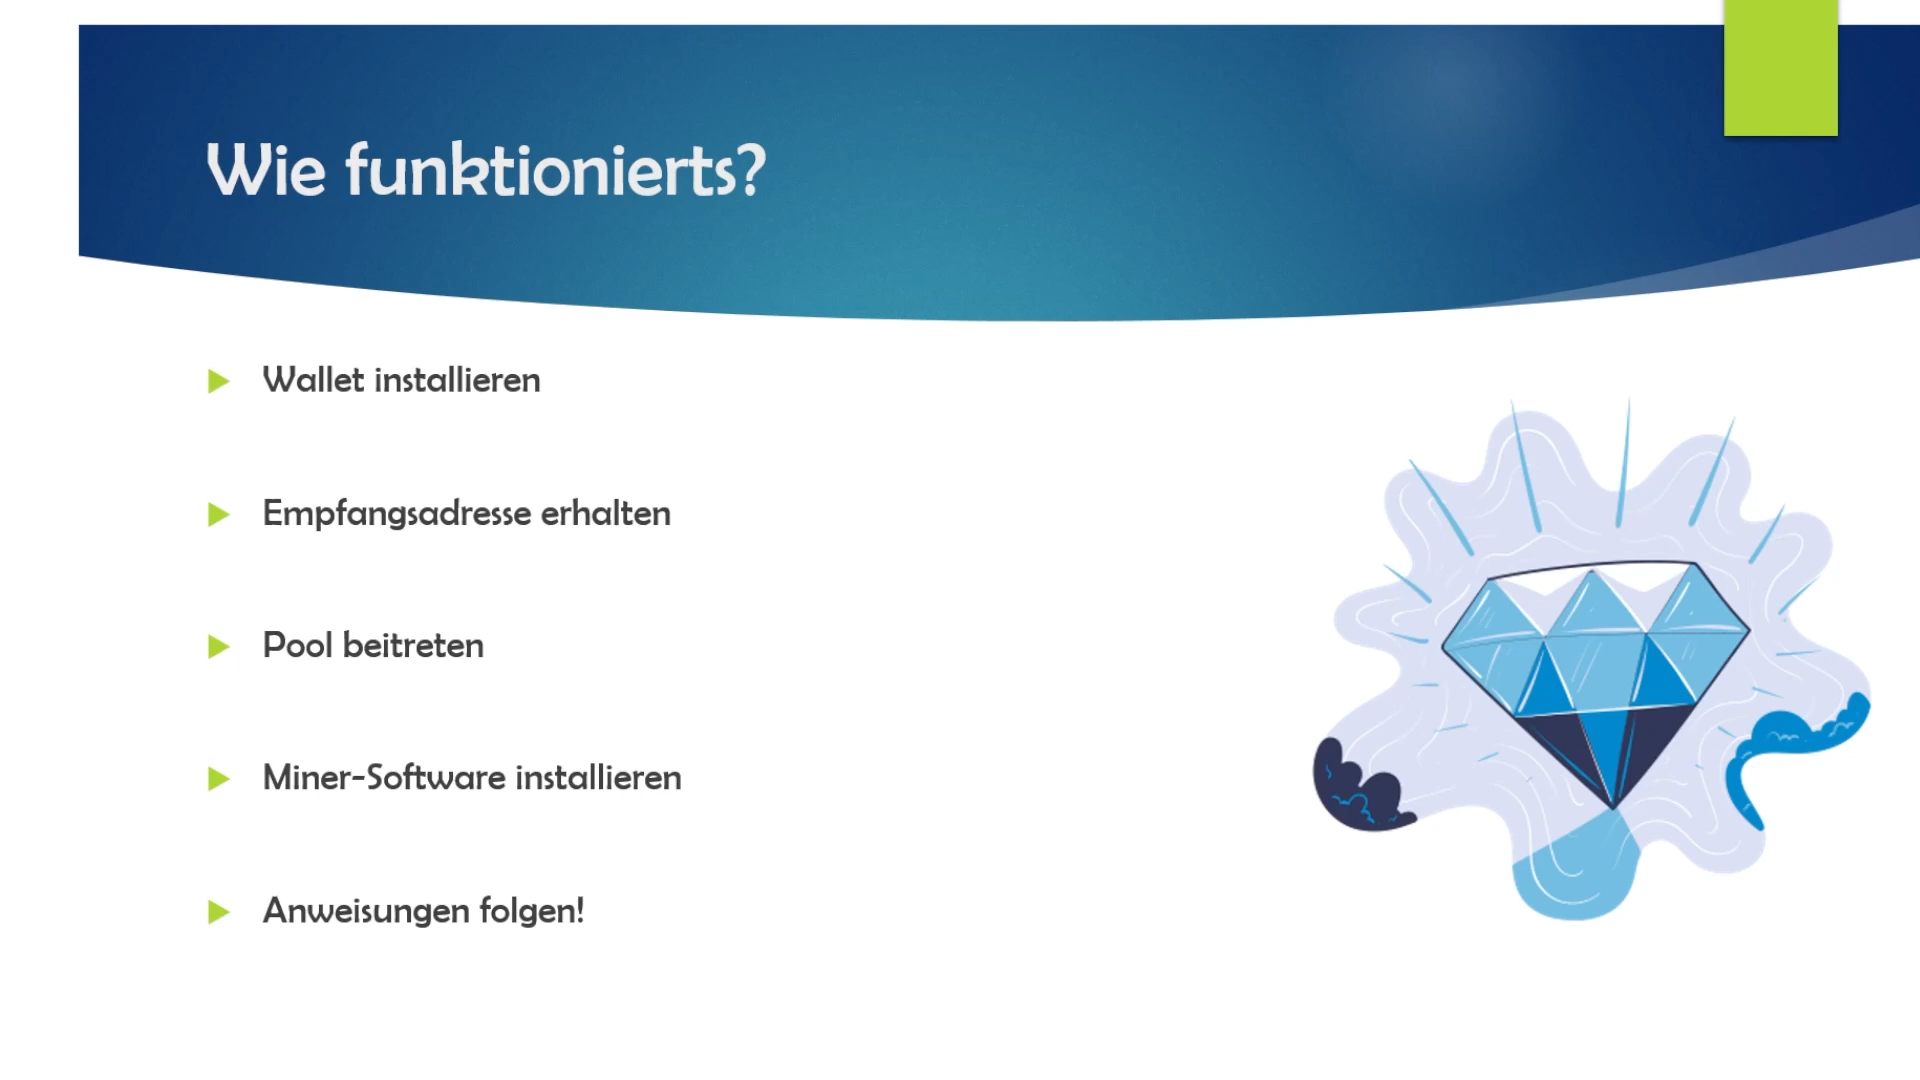 Wie funktionierts?
Wallet installieren
Empfangsadresse erhalten
Pool beitreten
Miner-Software installieren
Anweisungen folgen!